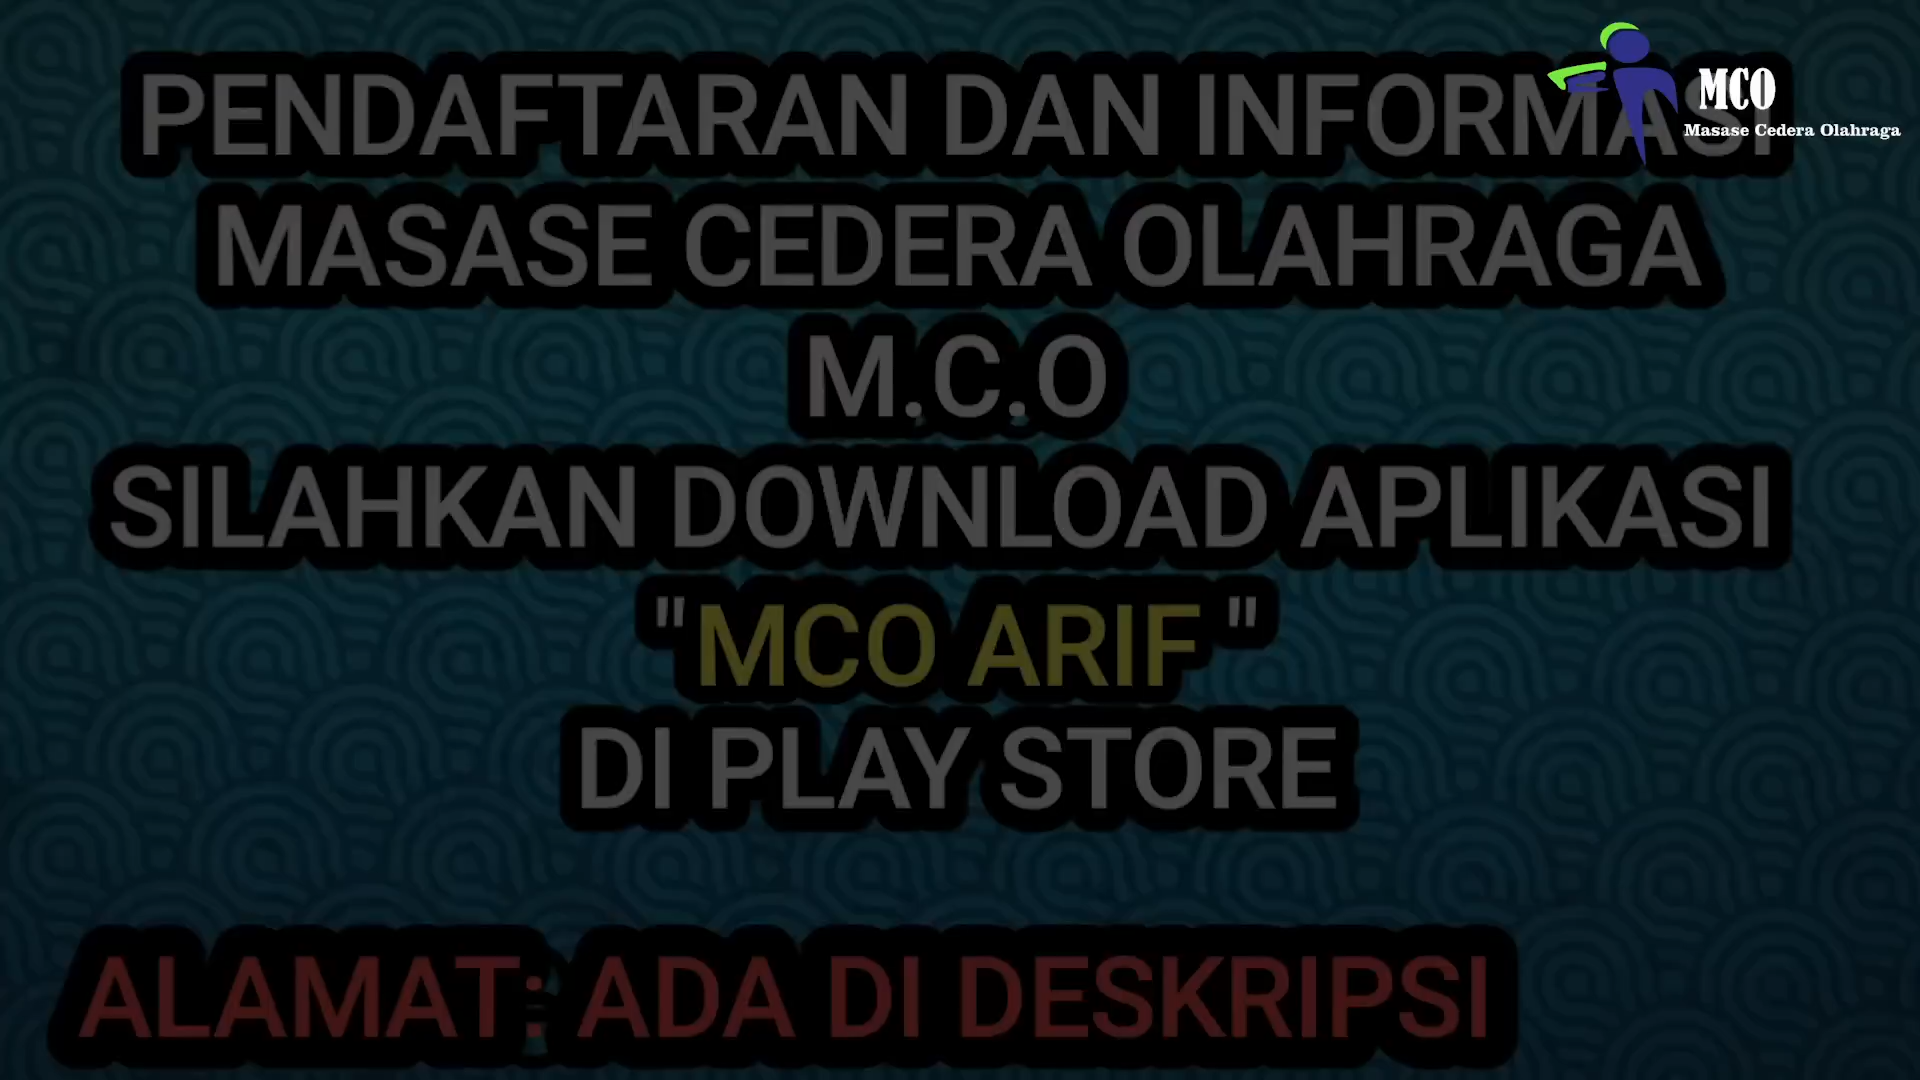 PENDAFTARAN DAN INFORMASI
MCO
Masase Cedera Olahraga
MASASE CEDERA OLAHRAGA
M.C.O
SILAHKAN DOWNLOAD APLIKASI
"MCO ARIF "
DI PLAY STORE
ALAMAT: ADA DI DESKRIPSI